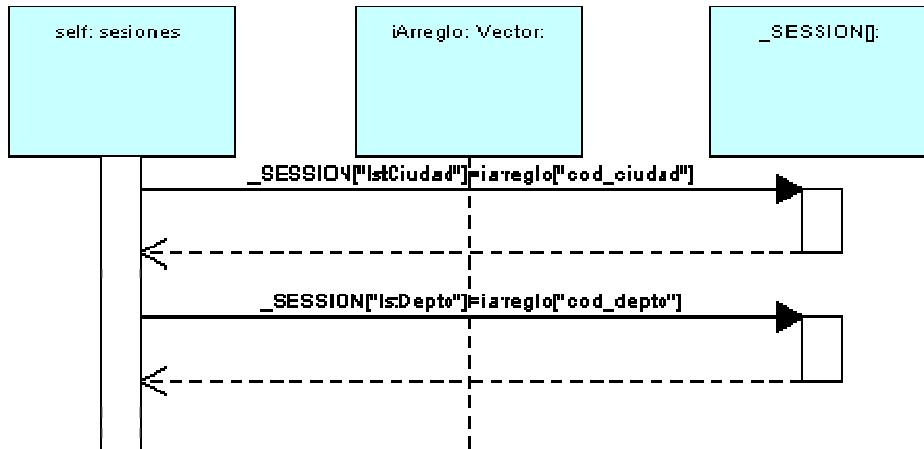 self: sesiones
iArreglo: Vector:
_SESSION[]:
_SESSION["lstCiudad"]=iarreglo["cod_ciudad"]
_SESSION["lstDepto"]=iarreglo["cod_depto"]